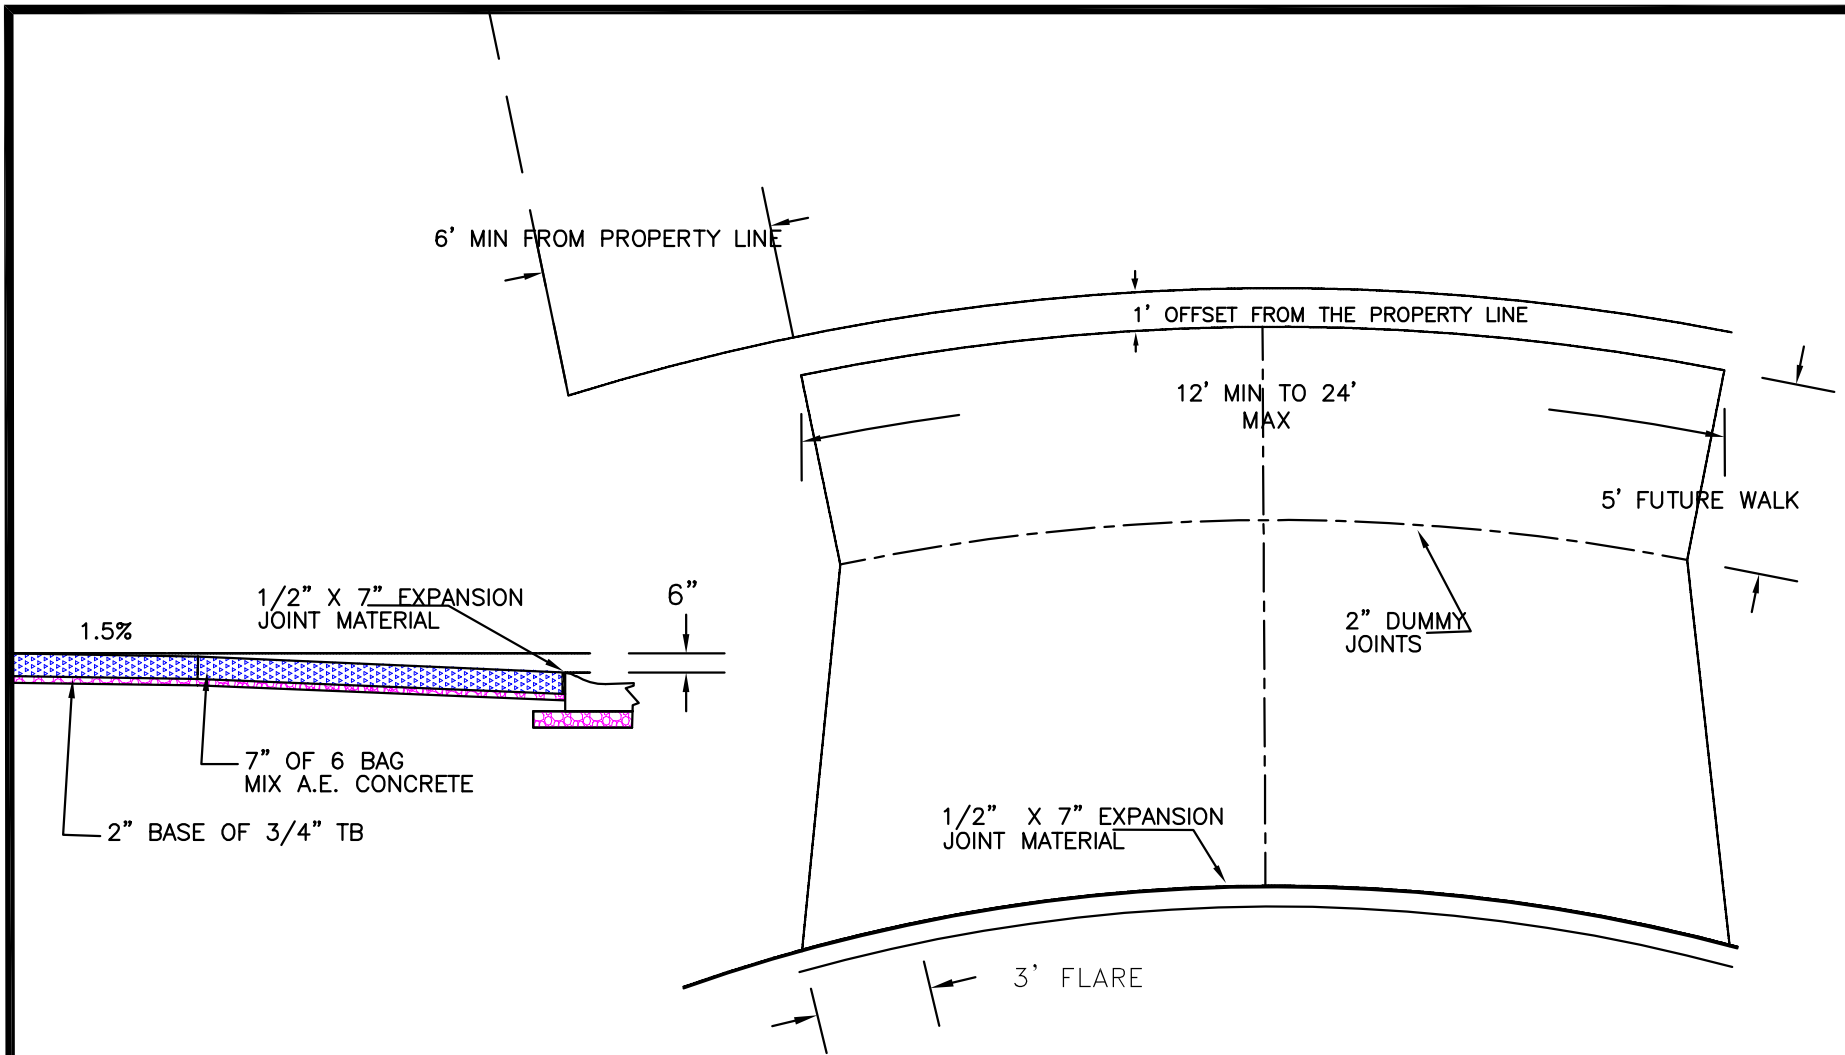 6' MIN FROM PROPERTY LINE
1' OFFSET FROM THE PROPERTY LINE
12' MIN TO 24'
MAX
5' FUTURE WALK
1/2" X 7" EXPANSION
JOINT MATERIAL
6"
1.5%
2" DUMMY
JOINTS
7" OF 6 BAG
MIX A.E. CONCRETE
2" BASE OF 3/4" TB
1/2" X 7" EXPANSION
JOINT MATERIAL
3' FLARE